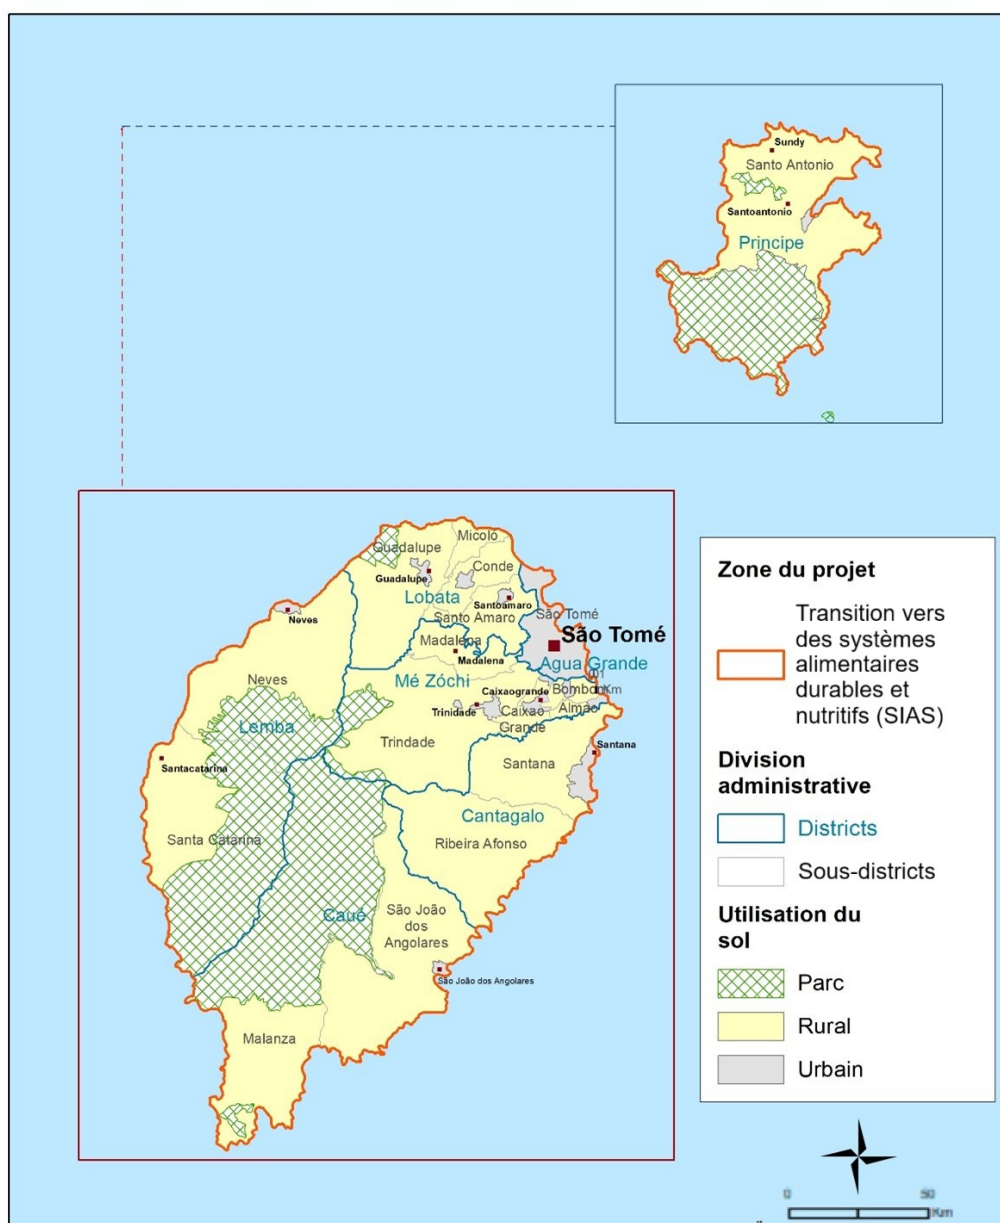 Sundy
Santo Antonio
Santoantonio
Principe
Micoló
Guadalupe
Conde
Guadalupe
Lobata
Santoamaro
Santo Amaro
São Tomé
São Tomé
Neves
Madalena
Madalena
Agua Grande
Mé Zóchi
Neves
Caixaogrande
Bombom
Km
Trinidade
Caixao
Grande
Almão
Lemba
Trindade
Santana
Santana
Santacatarina
Cantagalo
Santa Catarina
Ribeira Afonso
Caué
São João
dos
Angolares
São João dos Angolares
Malanza
Zone du projet
Transition vers
des systèmes
alimentaires
durables et
nutritifs (SIAS)
Division
administrative
Districts
Sous-districts
Utilisation du
sol
Parc
Rural
Urbain
0 50
Km